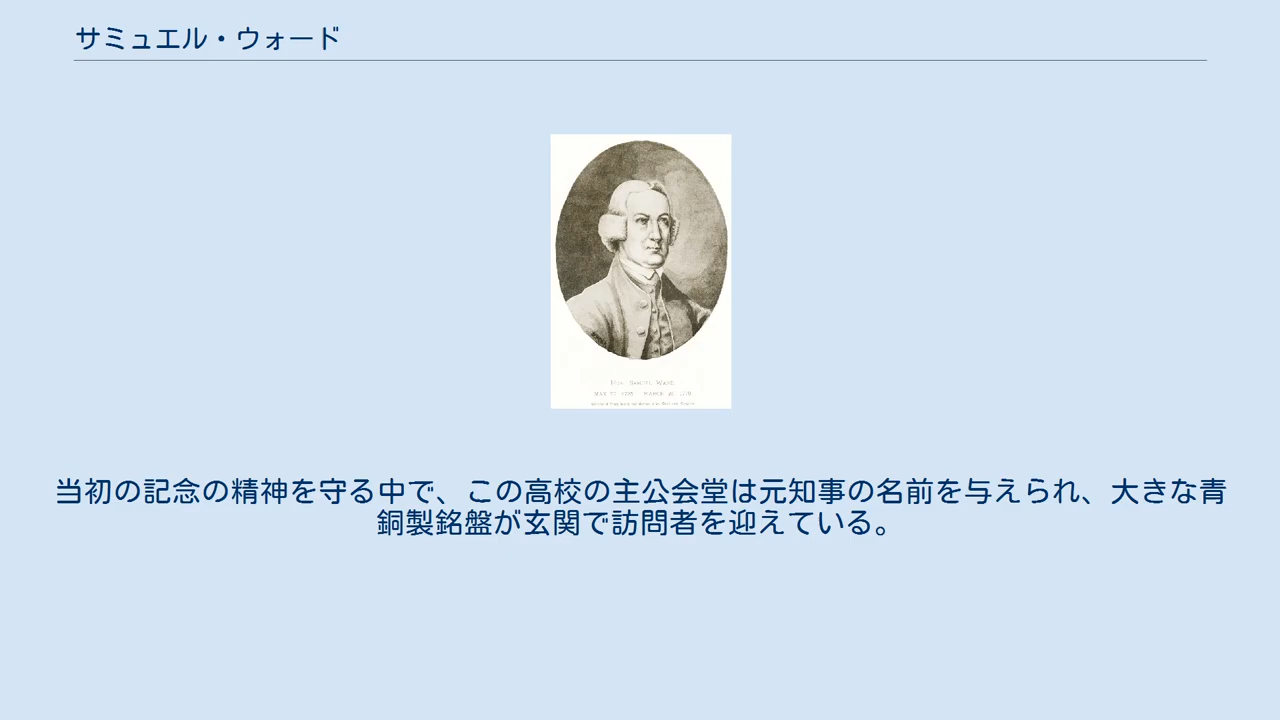 サミュエル・ウォード
Hon. Samuel Ward
当初の記念の精神を守る中で、この高校の主公会堂は元知事の名前を与えられ、大きな青
銅製銘盤が玄関で訪問者を迎えている。